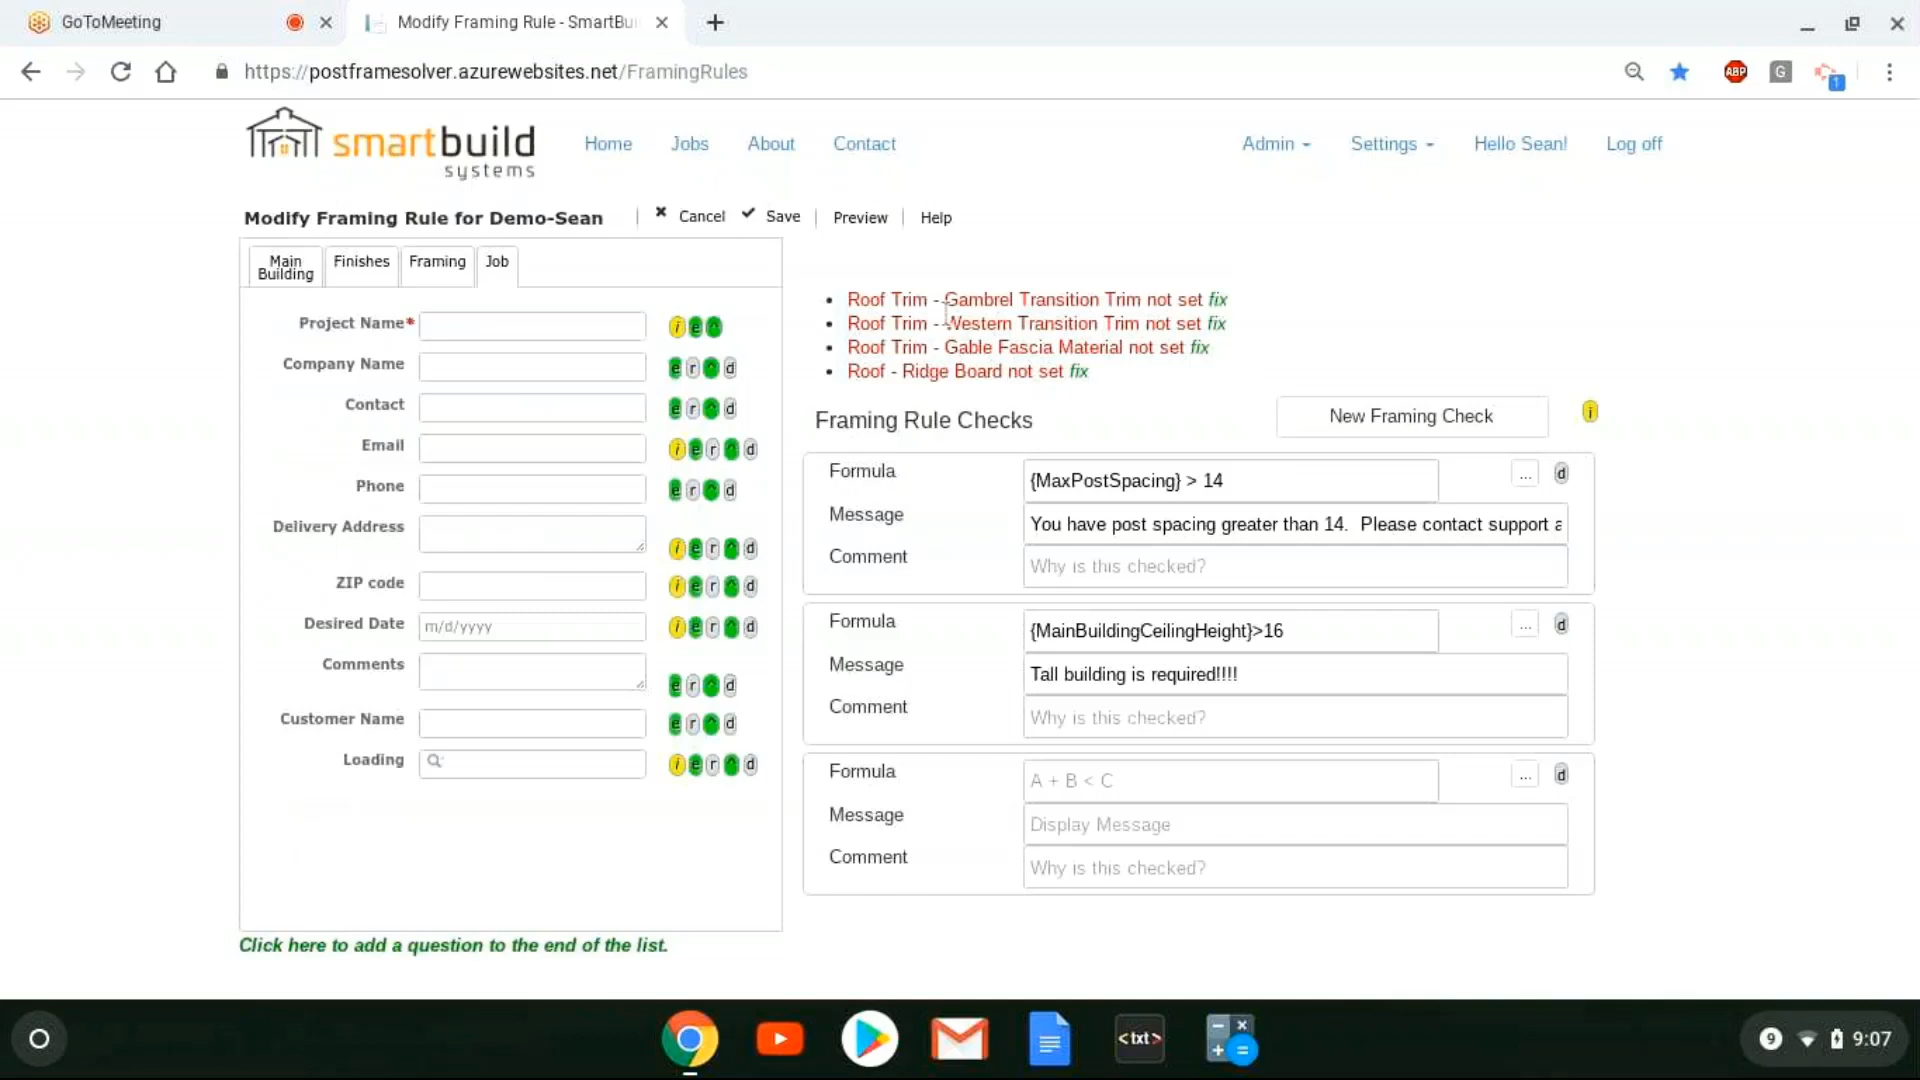 GoToMeeting
Modify Framing Rule - SmartBui
https://postframesolver.azurewebsites.net/FramingRules
ABP
G
1
smartbuild
systems
Home
Jobs
About
Contact
Admin
Settings
Hello Sean!
Log off
Modify Framing Rule for Demo-Sean
Cancel
Save
Preview
Help
Main
Building
Finishes
Framing
Job
Project Name*
i e ^
Company Name
e r ^ d
Contact
e r ^ d
Email
i e r ^ d
Phone
e r ^ d
Delivery Address
i e r ^ d
ZIP code
i e r ^ d
Desired Date
m/d/yyyy
i e r ^ d
Comments
e r ^ d
Customer Name
e r ^ d
Loading
i e r ^ d
Click here to add a question to the end of the list.
Roof Trim - Gambrel Transition Trim not set fix
Roof Trim - Western Transition Trim not set fix
Roof Trim - Gable Fascia Material not set fix
Roof - Ridge Board not set fix
Framing Rule Checks
New Framing Check
i
Formula
{MaxPostSpacing} > 14
...
d
Message
You have post spacing greater than 14.  Please contact support a
Comment
Why is this checked?
Formula
{MainBuildingCeilingHeight}>16
...
d
Message
Tall building is required!!!!
Comment
Why is this checked?
Formula
A + B < C
...
d
Message
Display Message
Comment
Why is this checked?
<txt>
9
9:07